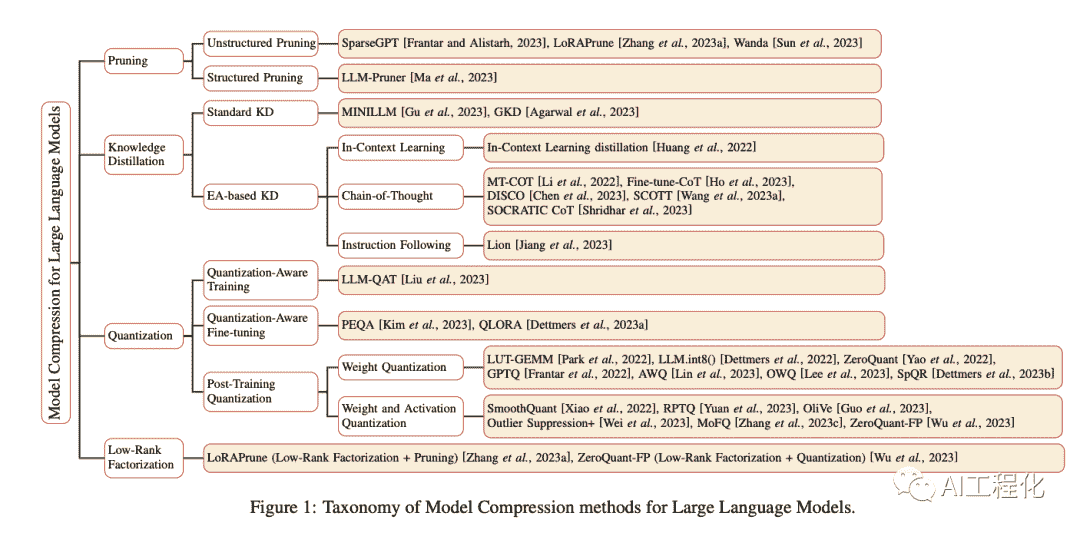 Model Compression for Large Language Models
Pruning
Unstructured Pruning
SparseGPT [Frantar and Alistarh, 2023], LoRAPrune [Zhang et al., 2023a], Wanda [Sun et al., 2023]
Structured Pruning
LLM-Pruner [Ma et al., 2023]
Knowledge
Distillation
Standard KD
MINILLM [Gu et al., 2023], GKD [Agarwal et al., 2023]
EA-based KD
In-Context Learning
In-Context Learning distillation [Huang et al., 2022]
Chain-of-Thought
MT-COT [Li et al., 2022], Fine-tune-CoT [Ho et al., 2023],
DISCO [Chen et al., 2023], SCOTT [Wang et al., 2023a],
SOCRATIC CoT [Shridhar et al., 2023]
Instruction Following
Lion [Jiang et al., 2023]
Quantization
Quantization-Aware
Training
LLM-QAT [Liu et al., 2023]
Quantization-Aware
Fine-tuning
PEQA [Kim et al., 2023], QLORA [Dettmers et al., 2023a]
Post-Training
Quantization
Weight Quantization
LUT-GEMM [Park et al., 2022], LLM.int8() [Dettmers et al., 2022], ZeroQuant [Yao et al., 2022],
GPTQ [Frantar et al., 2022], AWQ [Lin et al., 2023], OWQ [Lee et al., 2023], SpQR [Dettmers et al., 2023b]
Weight and Activation
Quantization
SmoothQuant [Xiao et al., 2022], RPTQ [Yuan et al., 2023], OliVe [Guo et al., 2023],
Outlier Suppression+ [Wei et al., 2023], MoFQ [Zhang et al., 2023c], ZeroQuant-FP [Wu et al., 2023]
Low-Rank
Factorization
LoRAPrune (Low-Rank Factorization + Pruning) [Zhang et al., 2023a], ZeroQuant-FP (Low-Rank Factorization + Quantization) [Wu et al., 2023]
AI工程化
Figure 1: Taxonomy of Model Compression methods for Large Language Models.